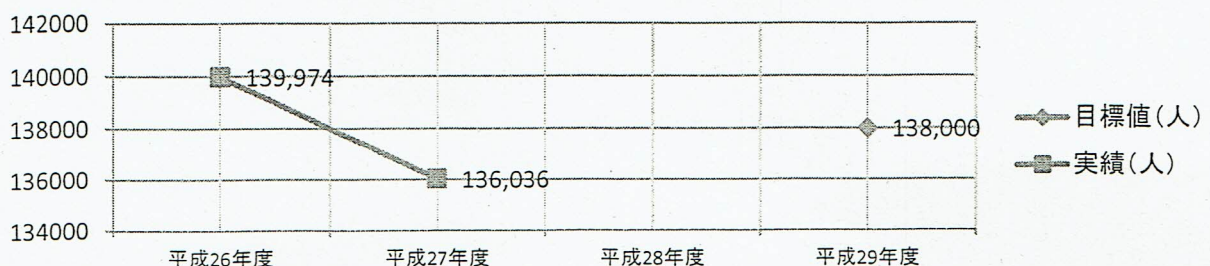 142000
140000
138000
136000
134000
139,974
136,036
138,000
平成26年度
平成27年度
平成28年度
平成29年度
目標値(人)
実績(人)